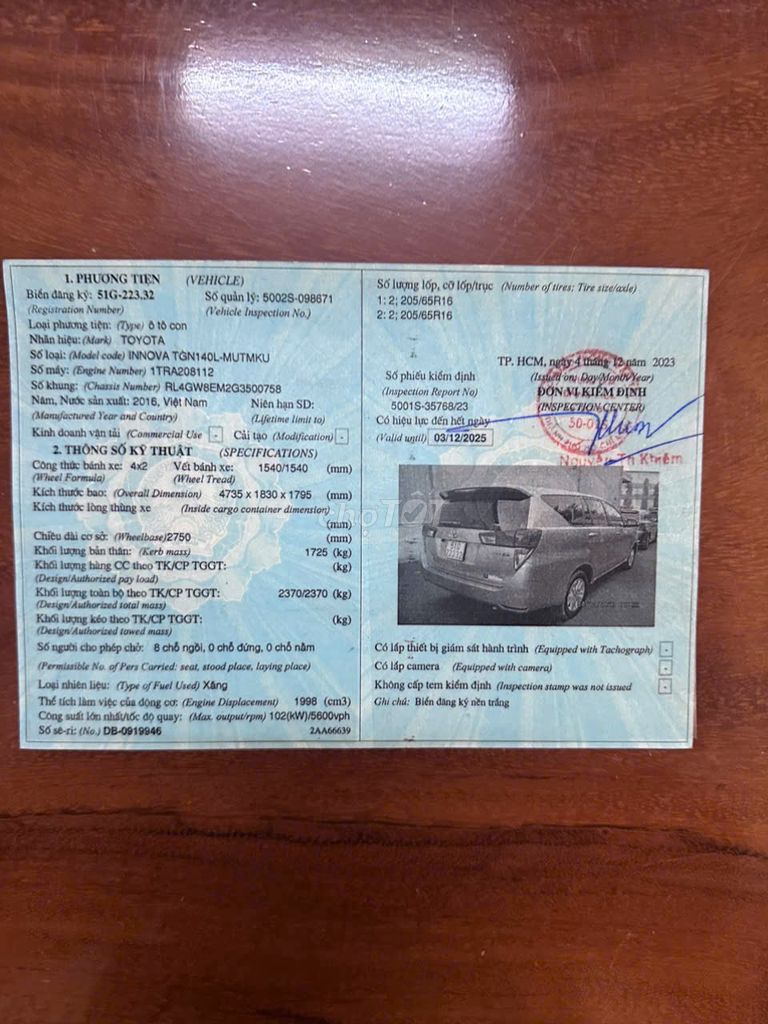 1. PHƯƠNG TIỆN (VEHICLE)
Biển đăng ký: 51G-223.32 Số quản lý: 5002S-098671
(Registration Number) (Vehicle Inspection No.)
Loại phương tiện: (Type) ô tô con
Nhãn hiệu: (Mark) TOYOTA
Số loại: (Model code) INNOVA TGN140L-MUTMKU
Số máy: (Engine Number) 1TRA208112
Số khung: (Chassis Number) RL4GW8EM2G3500758
Năm, Nước sản xuất: 2016, Việt Nam Niên hạn SD:
(Manufactured Year and Country) (Lifetime limit to)
Kinh doanh vận tải (Commercial Use - Cải tạo (Modification) -
2. THÔNG SỐ KỸ THUẬT (SPECIFICATIONS)
Công thức bánh xe: 4x2 Vết bánh xe: 1540/1540 (mm)
(Wheel Formula) (Wheel Tread)
Kích thước bao: (Overall Dimension) 4735 x 1830 x 1795 (mm)
Kích thước lòng thùng xe (Inside cargo container dimension)
(mm)
Chiều dài cơ sở: (Wheelbase)2750 (mm)
Khối lượng bản thân: (Kerb mass) 1725 (kg)
Khối lượng hàng CC theo TK/CP TGGT: (kg)
(Design/Authorized pay load)
Khối lượng toàn bộ theo TK/CP TGGT: 2370/2370 (kg)
(Design/Authorized total mass)
Khối lượng kéo theo TK/CP TGGT: (kg)
(Design/Authorized towed mass)
Số người cho phép chở: 8 chỗ ngồi, 0 chỗ đứng, 0 chỗ nằm
(Permissible No. of Pers Carried: seat, stood place, laying place)
Loại nhiên liệu: (Type of Fuel Used) Xăng
Thể tích làm việc của động cơ: (Engine Displacement) 1998 (cm3)
Công suất lớn nhất/tốc độ quay: (Max. output/rpm) 102(kW)/5600vph
Số sê-ri: (No.) DB-0919946 2AA66639
Số lượng lốp, cỡ lốp/trục (Number of tires; Tire size/axle)
1: 2; 205/65R16
2: 2; 205/65R16
TP. HCM, ngày 4 tháng 12 năm 2023
(Issued on: Day/Month/Year)
Số phiếu kiểm định
(Inspection Report No)
5001S-35768/23
ĐƠN VỊ KIỂM ĐỊNH
(INSPECTION CENTER)
Có hiệu lực đến hết ngày
(Valid until) 03/12/2025
chợTỐT
Có lắp thiết bị giám sát hành trình (Equipped with Tachograph) -
Có lắp camera (Equipped with camera) -
Không cấp tem kiểm định (Inspection stamp was not issued -
Ghi chú: Biển đăng ký nền trắng